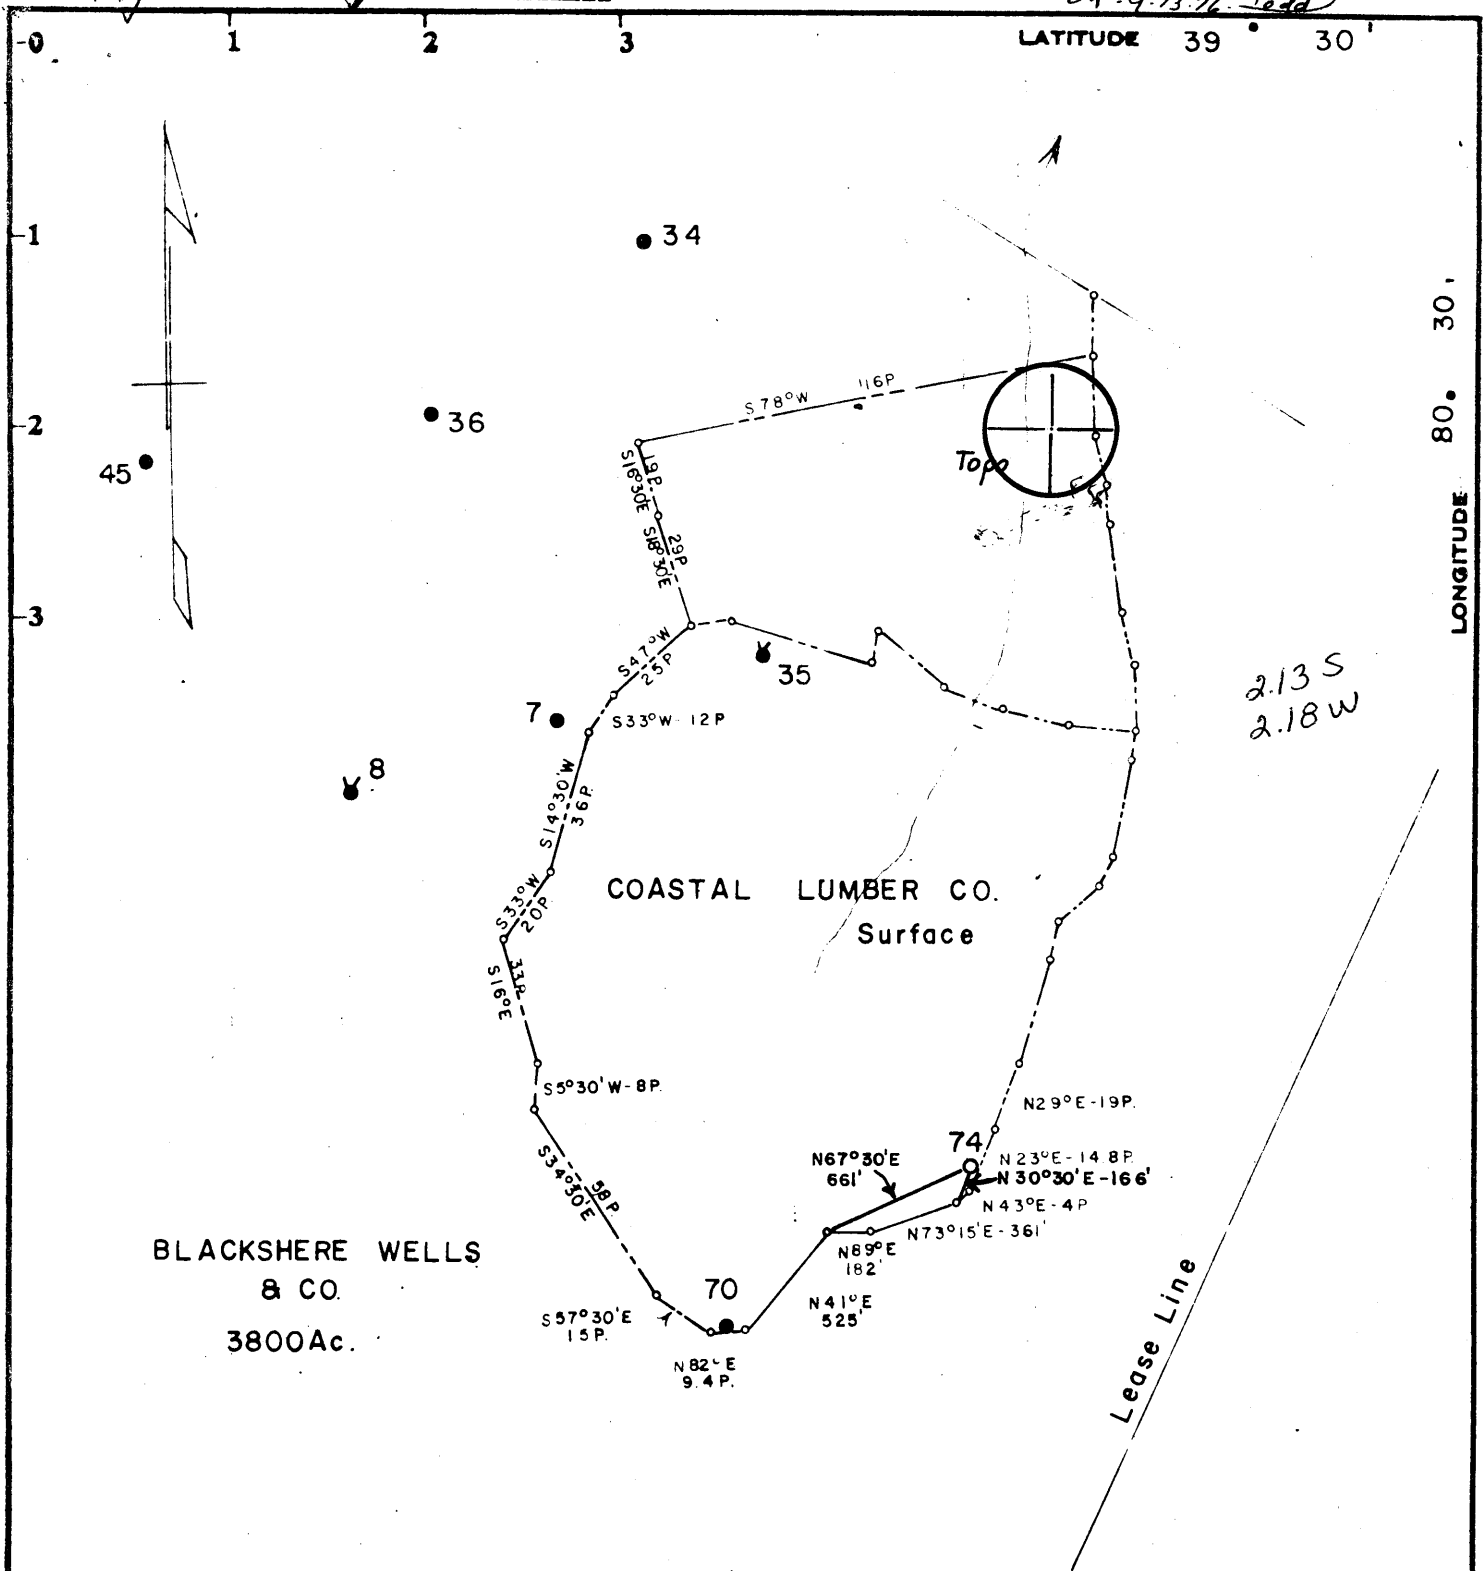 -0 1 2 3 LATITUDE 39° 30'
-1
-2
-3
LONGITUDE 80° 30'
34
36
45
S78°W 116P
Topo
S16°30'E 19P
S18°30'E 29P
S47°W
25P
35
7
S33°W-12P
8
S14°30'W
36P.
2.13 S
2.18 W
COASTAL LUMBER CO.
Surface
S33°W
20P.
33P.
S16°E
S5°30'W-8P.
N29°E-19P.
74
N23°E-14.8P.
N30°30'E-166'
N43°E-4P
N67°30'E
661'
N73°15'E-361'
N89°E
182'
58P.
S34°30'E
BLACKSHERE WELLS
& CO.
3800Ac.
70
S57°30'E
15P.
N41°E
525'
N82°E
9.4P.
Lease Line